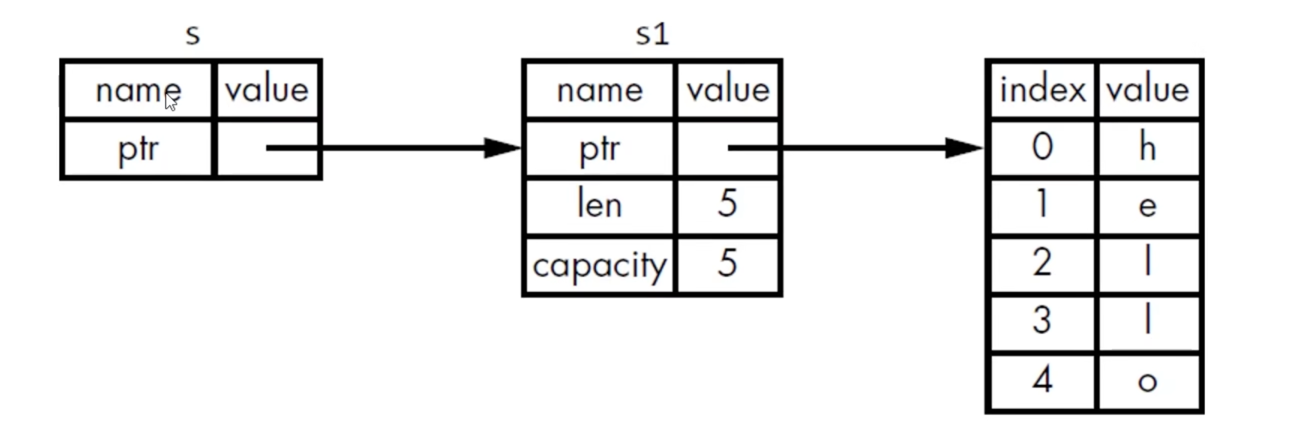 s
name value
ptr
s1
name value
ptr
len 5
capacity 5
index value
0 h
1 e
2 l
3 l
4 o